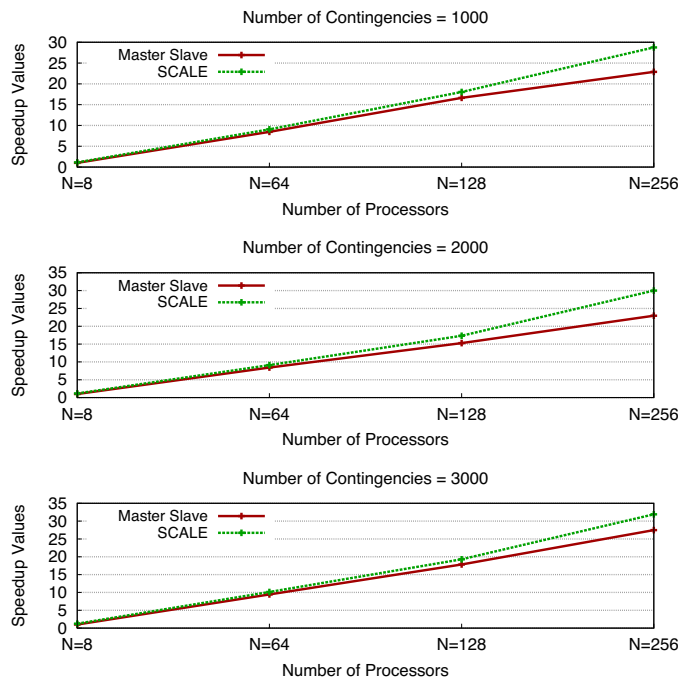 Number of Contingencies = 1000
Speedup Values
30
25
20
15
10
5
0
Master Slave
SCALE
N=8 N=64 N=128 N=256
Number of Processors
Number of Contingencies = 2000
Speedup Values
35
30
25
20
15
10
5
0
Master Slave
SCALE
N=8 N=64 N=128 N=256
Number of Processors
Number of Contingencies = 3000
Speedup Values
35
30
25
20
15
10
5
0
Master Slave
SCALE
N=8 N=64 N=128 N=256
Number of Processors